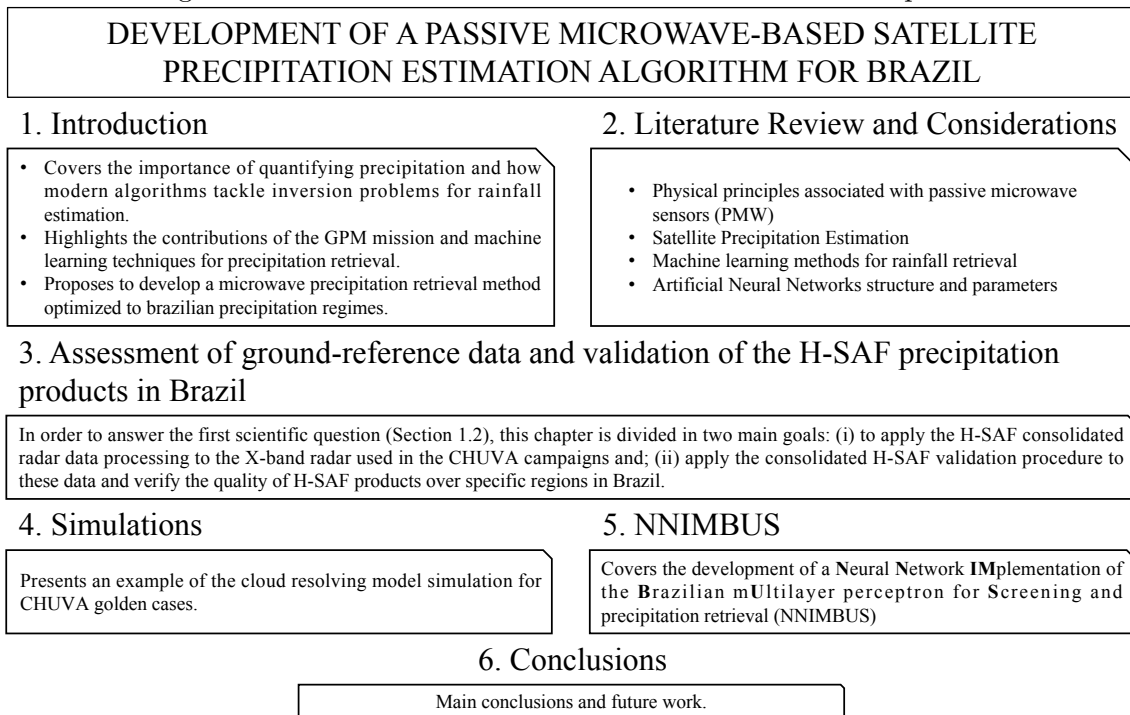 DEVELOPMENT OF A PASSIVE MICROWAVE-BASED SATELLITE
PRECIPITATION ESTIMATION ALGORITHM FOR BRAZIL
1. Introduction
• Covers the importance of quantifying precipitation and how
modern algorithms tackle inversion problems for rainfall
estimation.
• Highlights the contributions of the GPM mission and machine
learning techniques for precipitation retrieval.
• Proposes to develop a microwave precipitation retrieval method
optimized to brazilian precipitation regimes.
2. Literature Review and Considerations
• Physical principles associated with passive microwave
sensors (PMW)
• Satellite Precipitation Estimation
• Machine learning methods for rainfall retrieval
• Artificial Neural Networks structure and parameters
3. Assessment of ground-reference data and validation of the H-SAF precipitation
products in Brazil
In order to answer the first scientific question (Section 1.2), this chapter is divided in two main goals: (i) to apply the H-SAF consolidated
radar data processing to the X-band radar used in the CHUVA campaigns and; (ii) apply the consolidated H-SAF validation procedure to
these data and verify the quality of H-SAF products over specific regions in Brazil.
4. Simulations
Presents an example of the cloud resolving model simulation for
CHUVA golden cases.
5. NNIMBUS
Covers the development of a Neural Network IMplementation of
the Brazilian mUltilayer perceptron for Screening and
precipitation retrieval (NNIMBUS)
6. Conclusions
Main conclusions and future work.